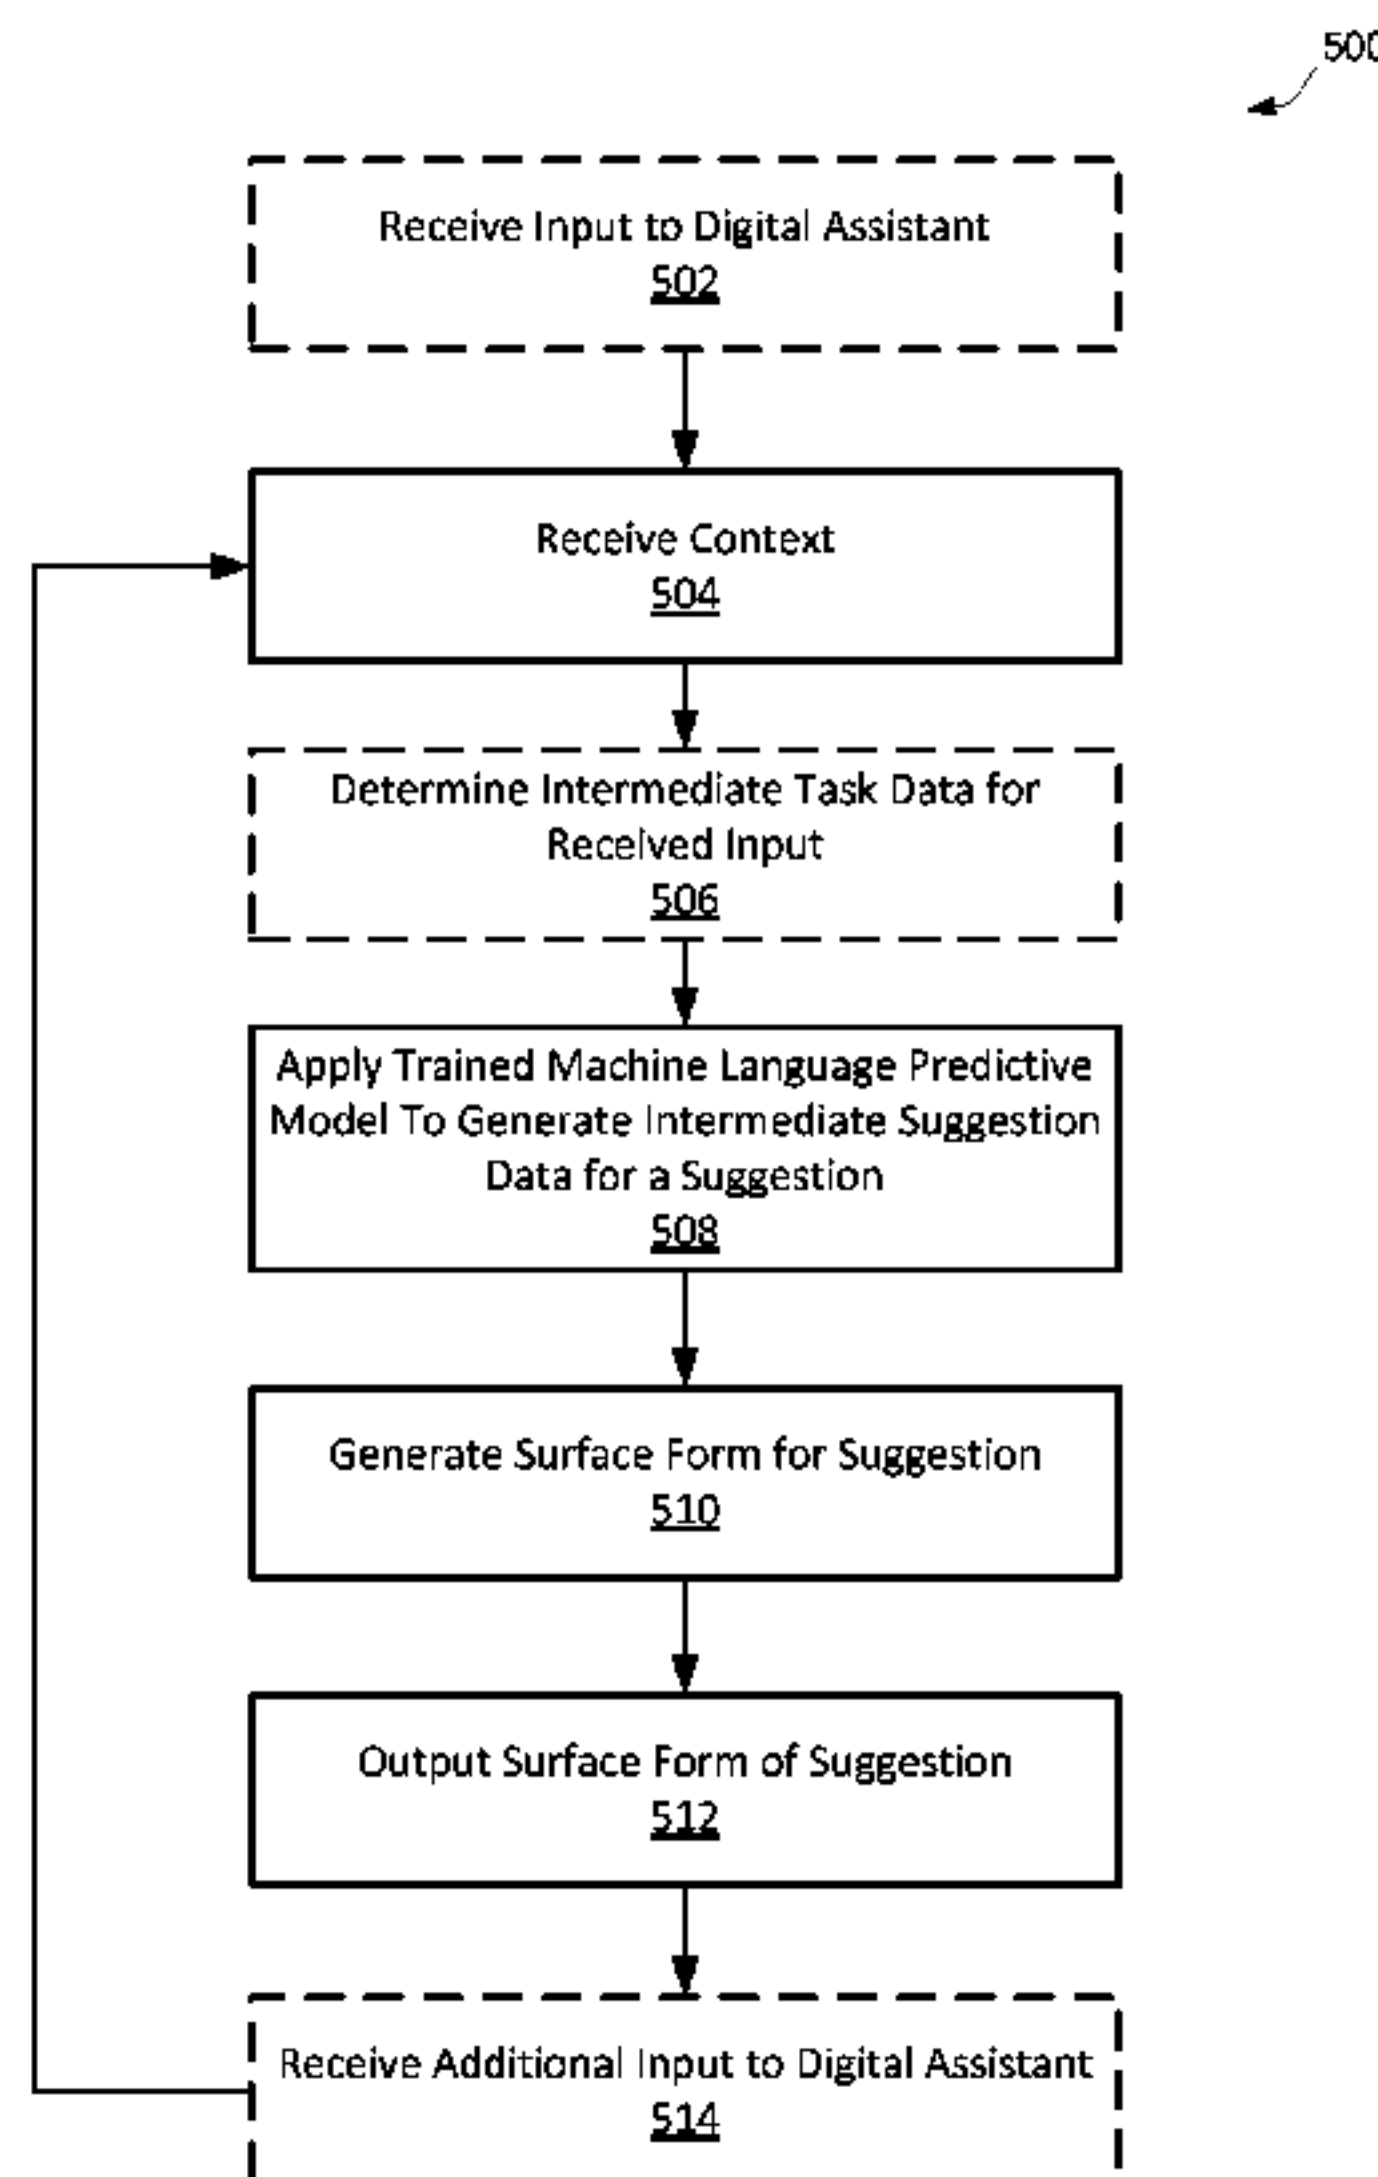 500
Receive Input to Digital Assistant
502
Receive Context
504
Determine Intermediate Task Data for
Received Input
506
Apply Trained Machine Language Predictive
Model To Generate Intermediate Suggestion
Data for a Suggestion
508
Generate Surface Form for Suggestion
510
Output Surface Form of Suggestion
512
Receive Additional Input to Digital Assistant
514